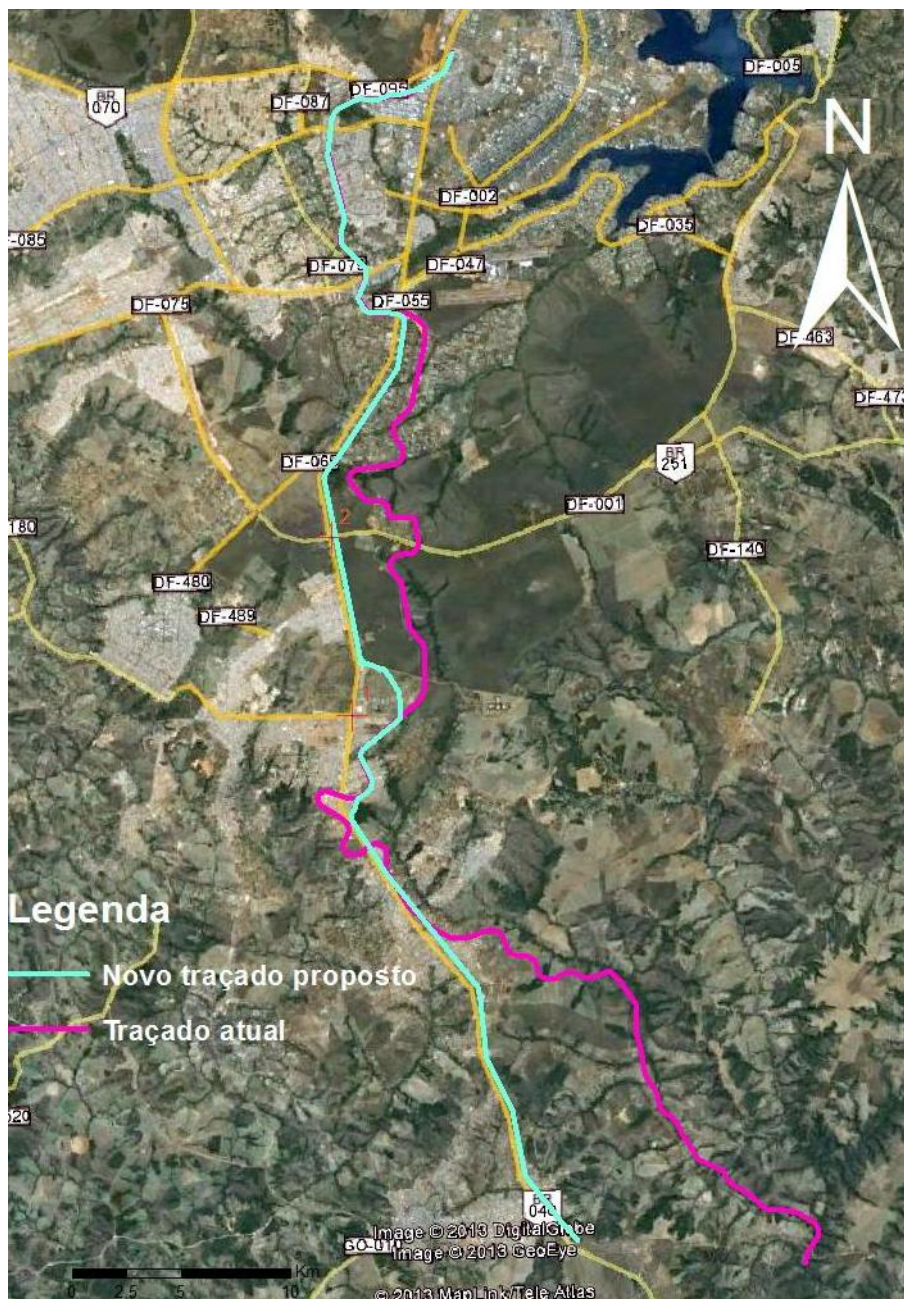 DF-005
BR
070
DF-095
DF-087
N
DF-002
DF-035
DF-085
DF-079
DF-047
DF-075
DF-055
DF-463
DF-473
DF-065
BR
251
DF-001
2
180
DF-140
DF-480
DF-489
1
Legenda
Novo traçado proposto
Traçado atual
520
BR
040
Image © 2013 DigitalGlobe
GO-010
Image © 2013 GeoEye
Km
0 2,5 5 10
© 2013 MapLink/Tele Atlas